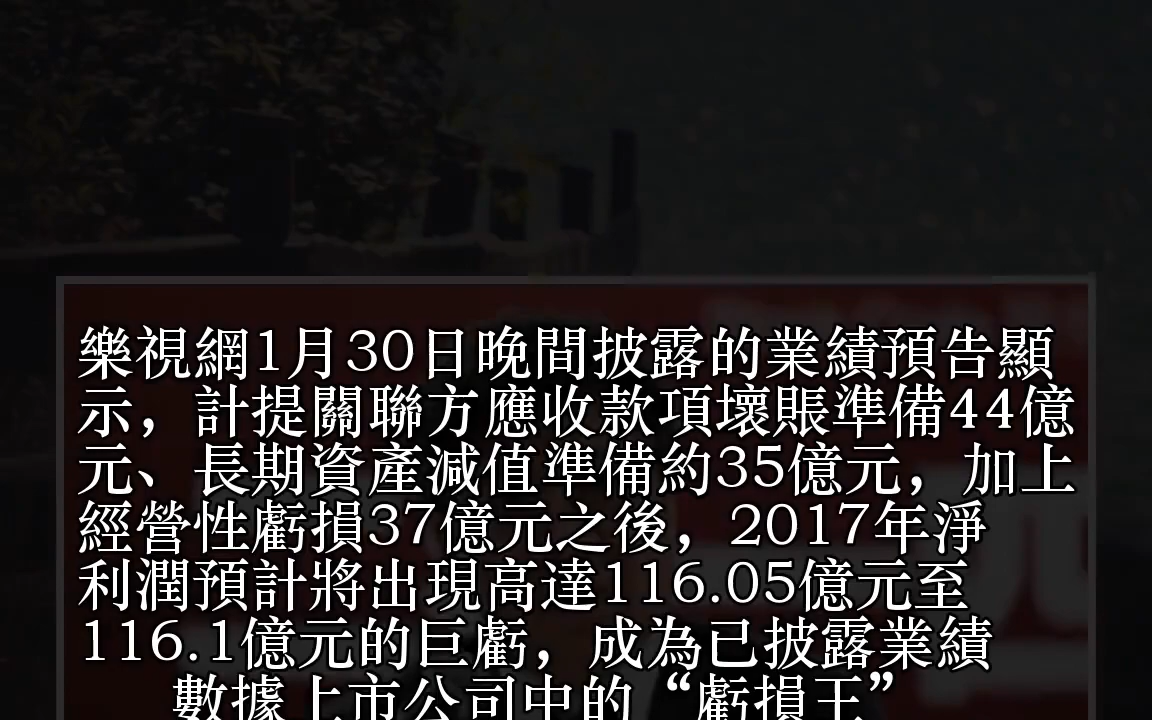 樂視網1月30日晚間披露的業績預告顯
示，計提關聯方應收款項壞賬準備44億
元、長期資產減值準備約35億元，加上
經營性虧損37億元之後，2017年淨
利潤預計將出現高達116.05億元至
116.1億元的巨虧，成為已披露業績
數據上市公司中的“虧損王”